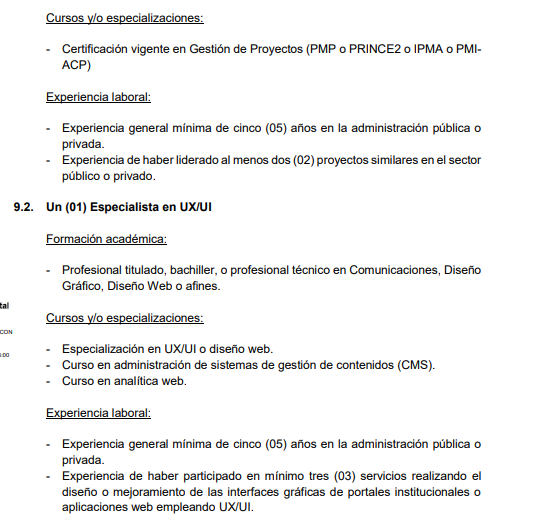 Cursos y/o especializaciones:
- Certificación vigente en Gestión de Proyectos (PMP o PRINCE2 o IPMA o PMI-
ACP)
Experiencia laboral:
- Experiencia general mínima de cinco (05) años en la administración pública o
privada.
- Experiencia de haber liderado al menos dos (02) proyectos similares en el sector
público o privado.
9.2. Un (01) Especialista en UX/UI
Formación académica:
- Profesional titulado, bachiller, o profesional técnico en Comunicaciones, Diseño
Gráfico, Diseño Web o afines.
tal
Cursos y/o especializaciones:
CON
- Especialización en UX/UI o diseño web.
- Curso en administración de sistemas de gestión de contenidos (CMS).
- Curso en analítica web.
Experiencia laboral:
- Experiencia general mínima de cinco (05) años en la administración pública o
privada.
- Experiencia de haber participado en mínimo tres (03) servicios realizando el
diseño o mejoramiento de las interfaces gráficas de portales institucionales o
aplicaciones web empleando UX/UI.